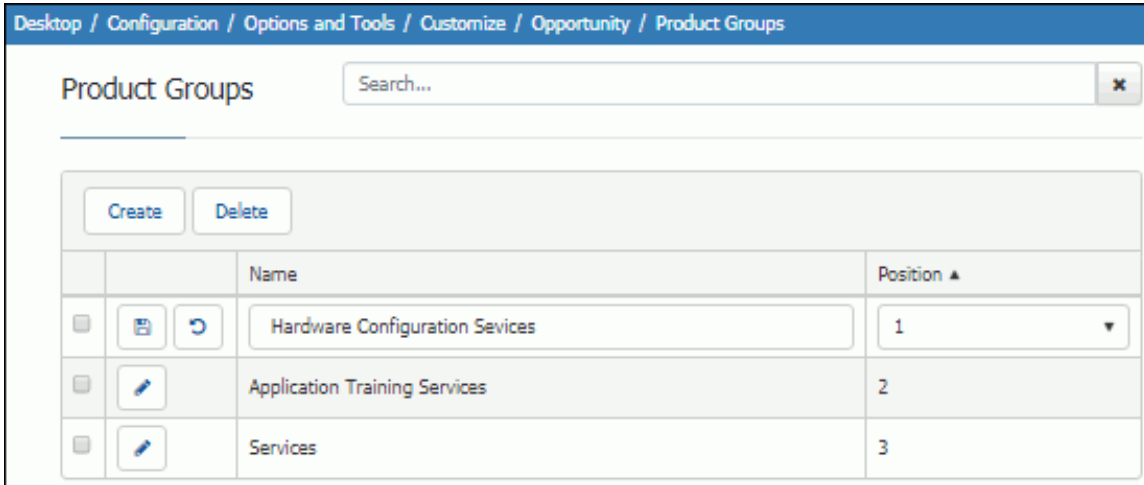 Desktop / Configuration / Options and Tools / Customize / Opportunity / Product Groups
Product Groups
Search...
Create Delete
Name Position
Hardware Configuration Sevices 1
Application Training Services 2
Services 3